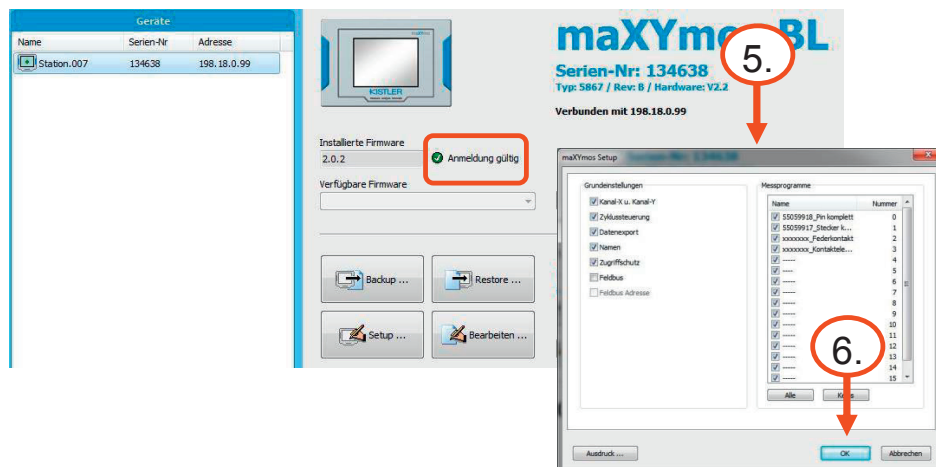 Geräte
Name Serien-Nr Adresse
Station.007 134638 198.18.0.99
KISTLER
maXYmos BL
5.
Serien-Nr: 134638
Typ: 5867 / Rev: B / Hardware: V2.2
Verbunden mit 198.18.0.99
Installierte Firmware
2.0.2 Anmeldung gültig
Verfügbare Firmware
Backup ... Restore ...
Setup ... Bearbeiten ...
maXYmos Setup
Grundeinstellungen
Kanal-X u. Kanal-Y
Zyklussteuerung
Datenexport
Namen
Zugriffschutz
Feldbus
Feldbus Adresse
Messprogramme
Name Nummer
55059918_Pin komplett 0
55059917_Stecker k... 1
xxxxxxx_Federkontakt 2
xxxxxxx_Kontaktele... 3
----- 4
---- 5
----- 6
----- 7
----- 8
----- 9
----- 10
----- 11
----- 12
----- 13
----- 14
----- 15
6.
Alle
Ausdruck ... OK Abbrechen